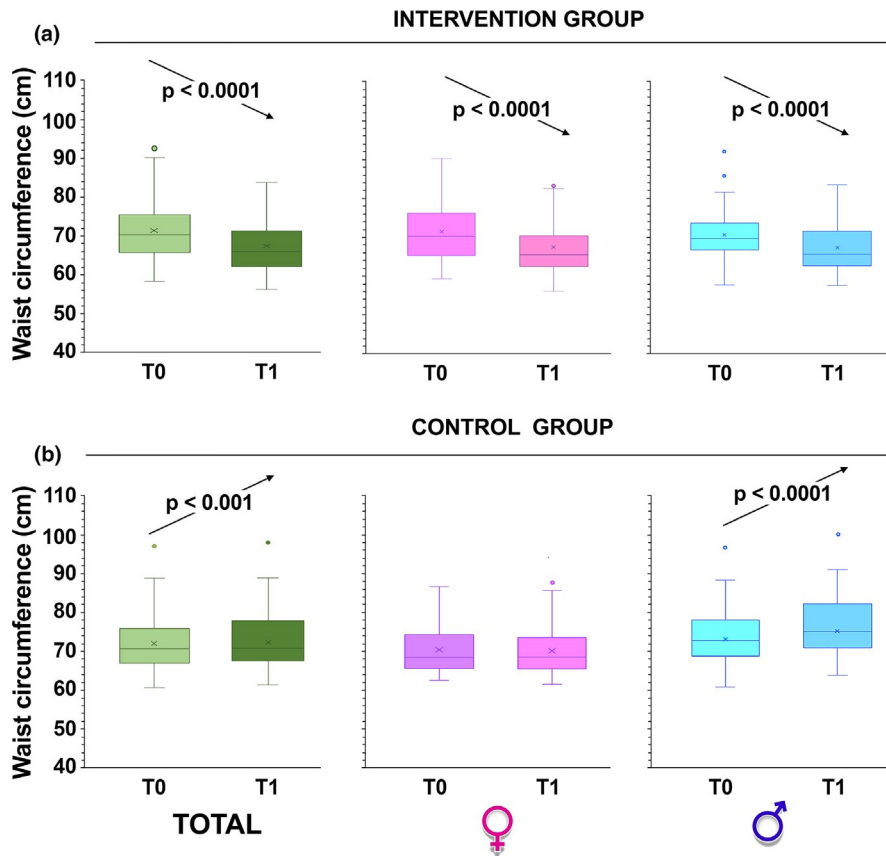 INTERVENTION GROUP
(a)
Waist circumference (cm)
110
100
90
80
70
60
50
40
p < 0.0001
p < 0.0001
p < 0.0001
T0 T1 T0 T1 T0 T1
CONTROL GROUP
(b)
Waist circumference (cm)
110
100
90
80
70
60
50
40
p < 0.001
p < 0.0001
T0 T1 T0 T1 T0 T1
TOTAL ♀ ♂